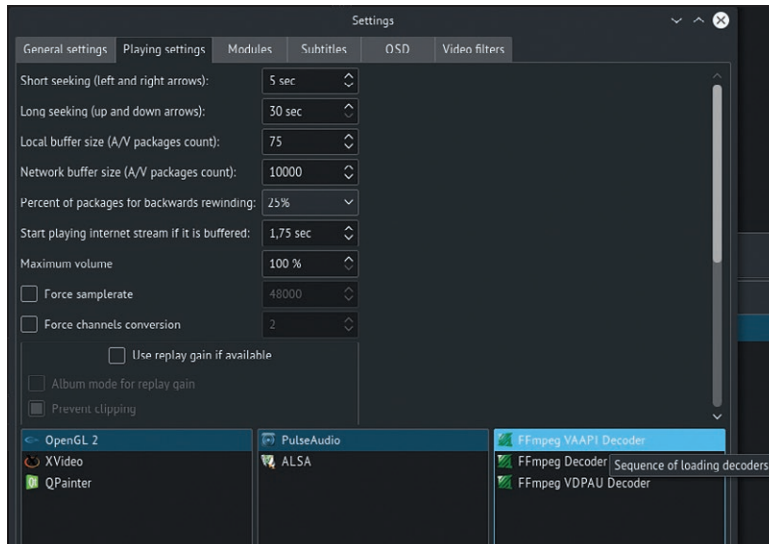 Settings
General settings Playing settings Modules Subtitles OSD Video filters
Short seeking (left and right arrows): 5 sec
Long seeking (up and down arrows): 30 sec
Local buffer size (A/V packages count): 75
Network buffer size (A/V packages count): 10000
Percent of packages for backwards rewinding: 25%
Start playing internet stream if it is buffered: 1,75 sec
Maximum volume 100 %
Force samplerate 48000
Force channels conversion 2
Use replay gain if available
Album mode for replay gain
Prevent clipping
OpenGL 2 PulseAudio FFmpeg VAAPI Decoder
XVideo ALSA FFmpeg Decoder Sequence of loading decoders
QPainter FFmpeg VDPAU Decoder